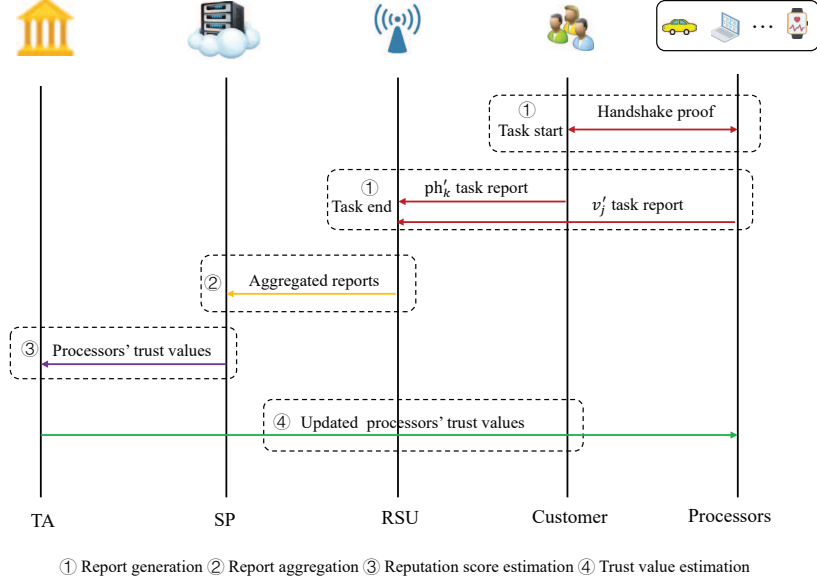 ① Handshake proof
Task start
① ph′ₖ task report
Task end v′ⱼ task report
② Aggregated reports
③ Processors’ trust values
④ Updated processors’ trust values
TA SP RSU Customer Processors
① Report generation ② Report aggregation ③ Reputation score estimation ④ Trust value estimation